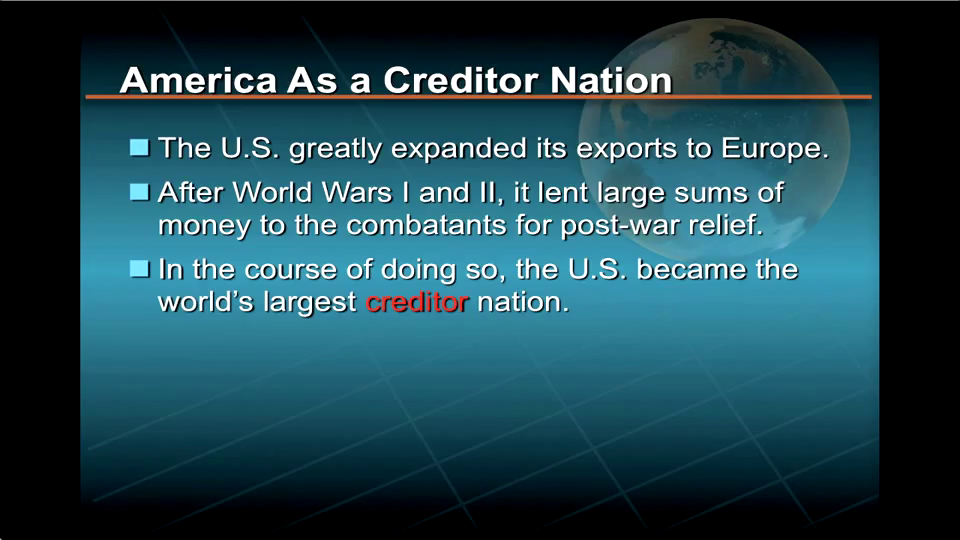 America As a Creditor Nation
The U.S. greatly expanded its exports to Europe.
After World Wars I and II, it lent large sums of
money to the combatants for post-war relief.
In the course of doing so, the U.S. became the
world’s largest creditor nation.